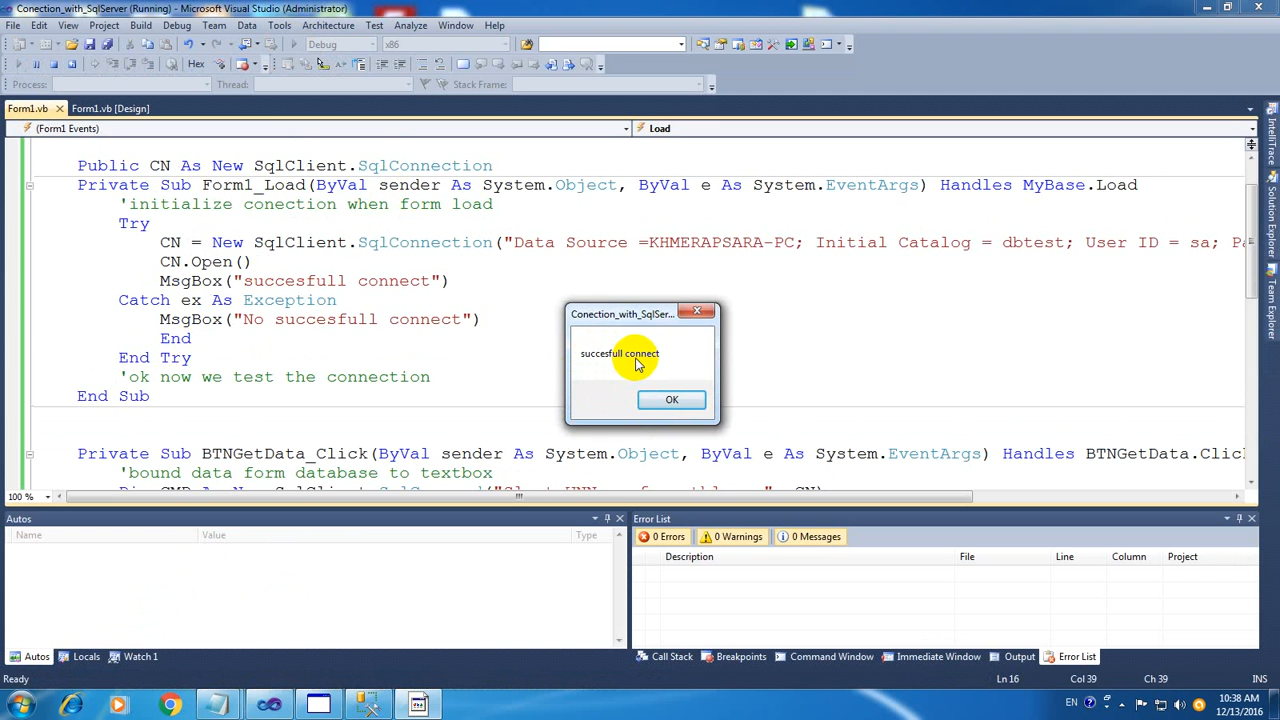 Conection_with_SqlServer (Running) - Microsoft Visual Studio (Administrator)
File Edit View Project Build Debug Team Data Tools Architecture Test Analyze Window Help
Debug x86
Hex
Process: Thread: Stack Frame:
Form1.vb Form1.vb [Design]
(Form1 Events) Load
Public CN As New SqlClient.SqlConnection
Private Sub Form1_Load(ByVal sender As System.Object, ByVal e As System.EventArgs) Handles MyBase.Load
'initialize conection when form load
Try
CN = New SqlClient.SqlConnection("Data Source =KHMERAPSARA-PC; Initial Catalog = dbtest; User ID = sa; Pa
CN.Open()
MsgBox("succesfull connect")
Catch ex As Exception
MsgBox("No succesfull connect")
End
End Try
'ok now we test the connection
End Sub
Private Sub BTNGetData_Click(ByVal sender As System.Object, ByVal e As System.EventArgs) Handles BTNGetData.Clic
'bound data form database to textbox
Conection_with_SqlSer...
succesfull connect
OK
100 %
Autos
Name Value Type
Error List
0 Errors 0 Warnings 0 Messages
Description File Line Column Project
Autos Locals Watch 1
Call Stack Breakpoints Command Window Immediate Window Output Error List
Ready Ln 16 Col 39 Ch 39 INS
IntelliTrace
Solution Explorer
Team Explorer
EN 10:38 AM
12/13/2016